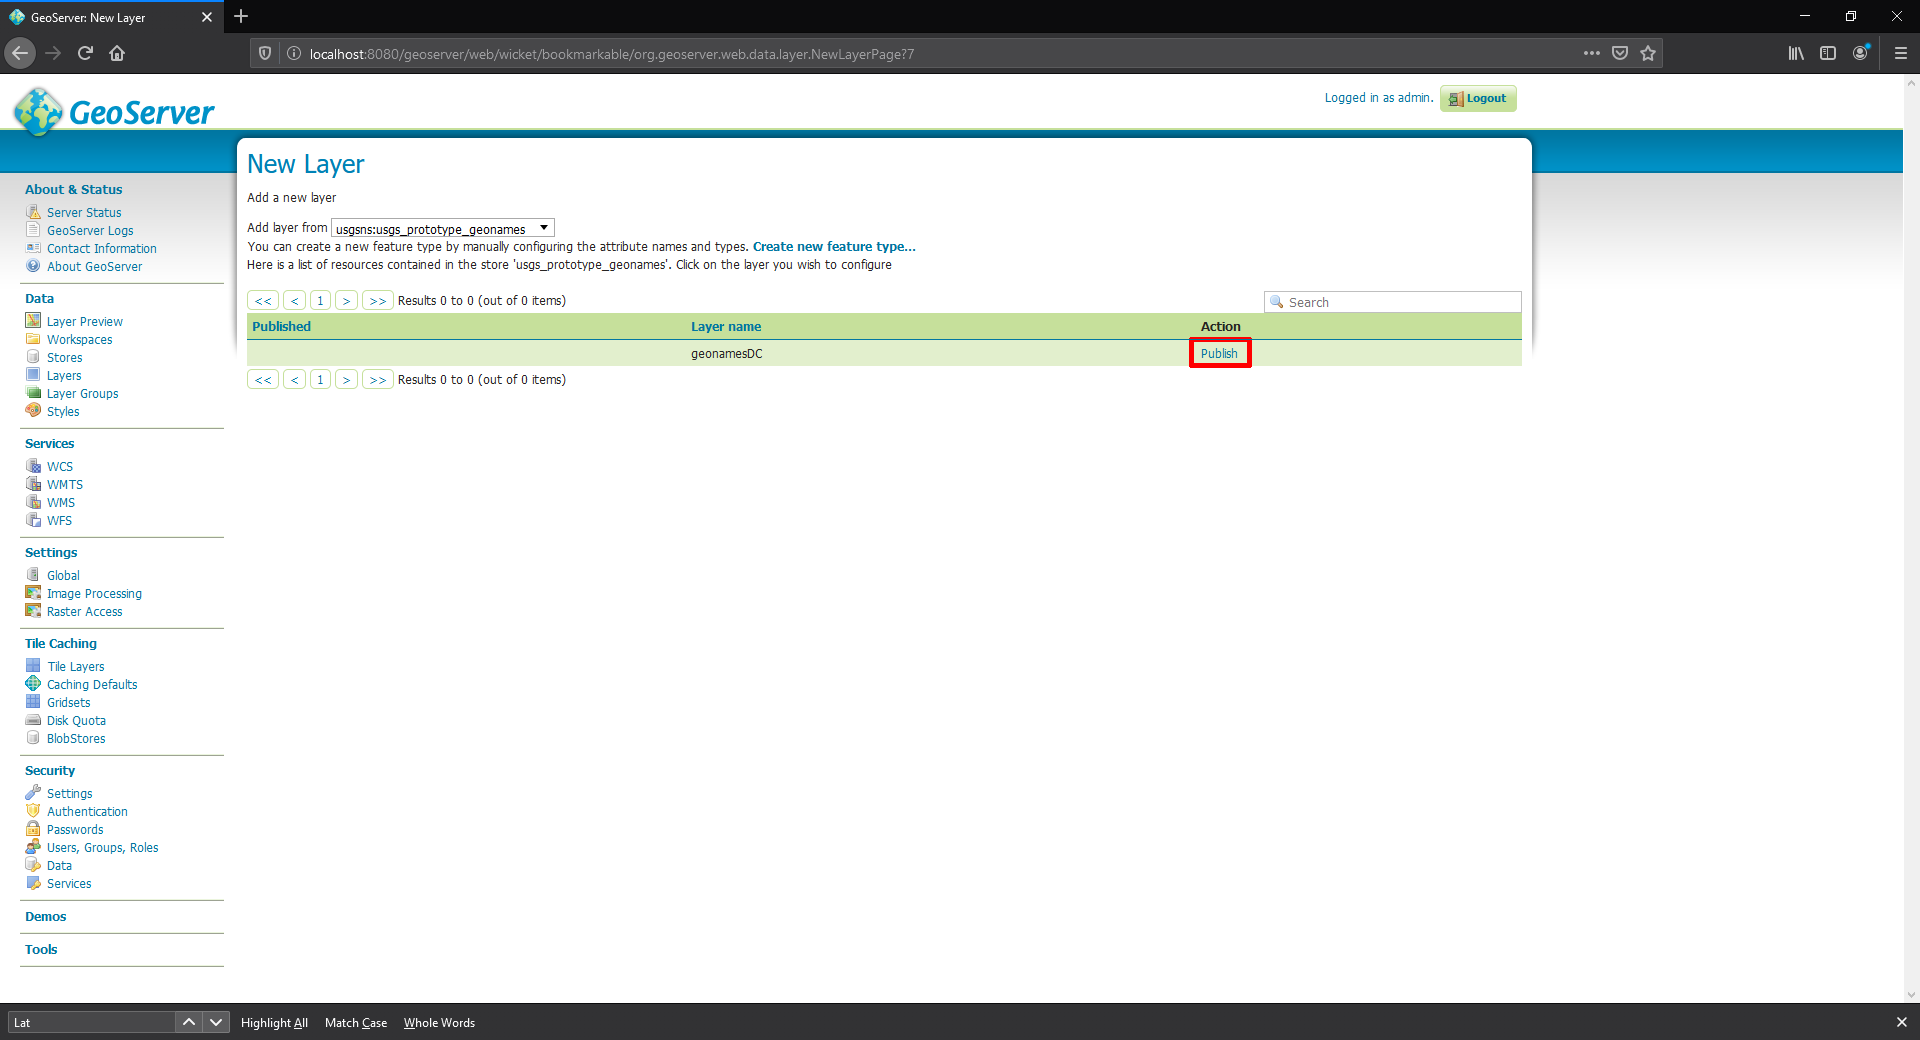 GeoServer: New Layer
localhost:8080/geoserver/web/wicket/bookmarkable/org.geoserver.web.data.layer.NewLayerPage?7
GeoServer
Logged in as admin. Logout
About & Status
Server Status
GeoServer Logs
Contact Information
About GeoServer
Data
Layer Preview
Workspaces
Stores
Layers
Layer Groups
Styles
Services
WCS
WMTS
WMS
WFS
Settings
Global
Image Processing
Raster Access
Tile Caching
Tile Layers
Caching Defaults
Gridsets
Disk Quota
BlobStores
Security
Settings
Authentication
Passwords
Users, Groups, Roles
Data
Services
Demos
Tools
New Layer
Add a new layer
Add layer from usgsns:usgs_prototype_geonames
You can create a new feature type by manually configuring the attribute names and types. Create new feature type...
Here is a list of resources contained in the store 'usgs_prototype_geonames'. Click on the layer you wish to configure
<< < 1 > >> Results 0 to 0 (out of 0 items) Search
Published Layer name Action
geonamesDC Publish
<< < 1 > >> Results 0 to 0 (out of 0 items)
Lat Highlight All Match Case Whole Words